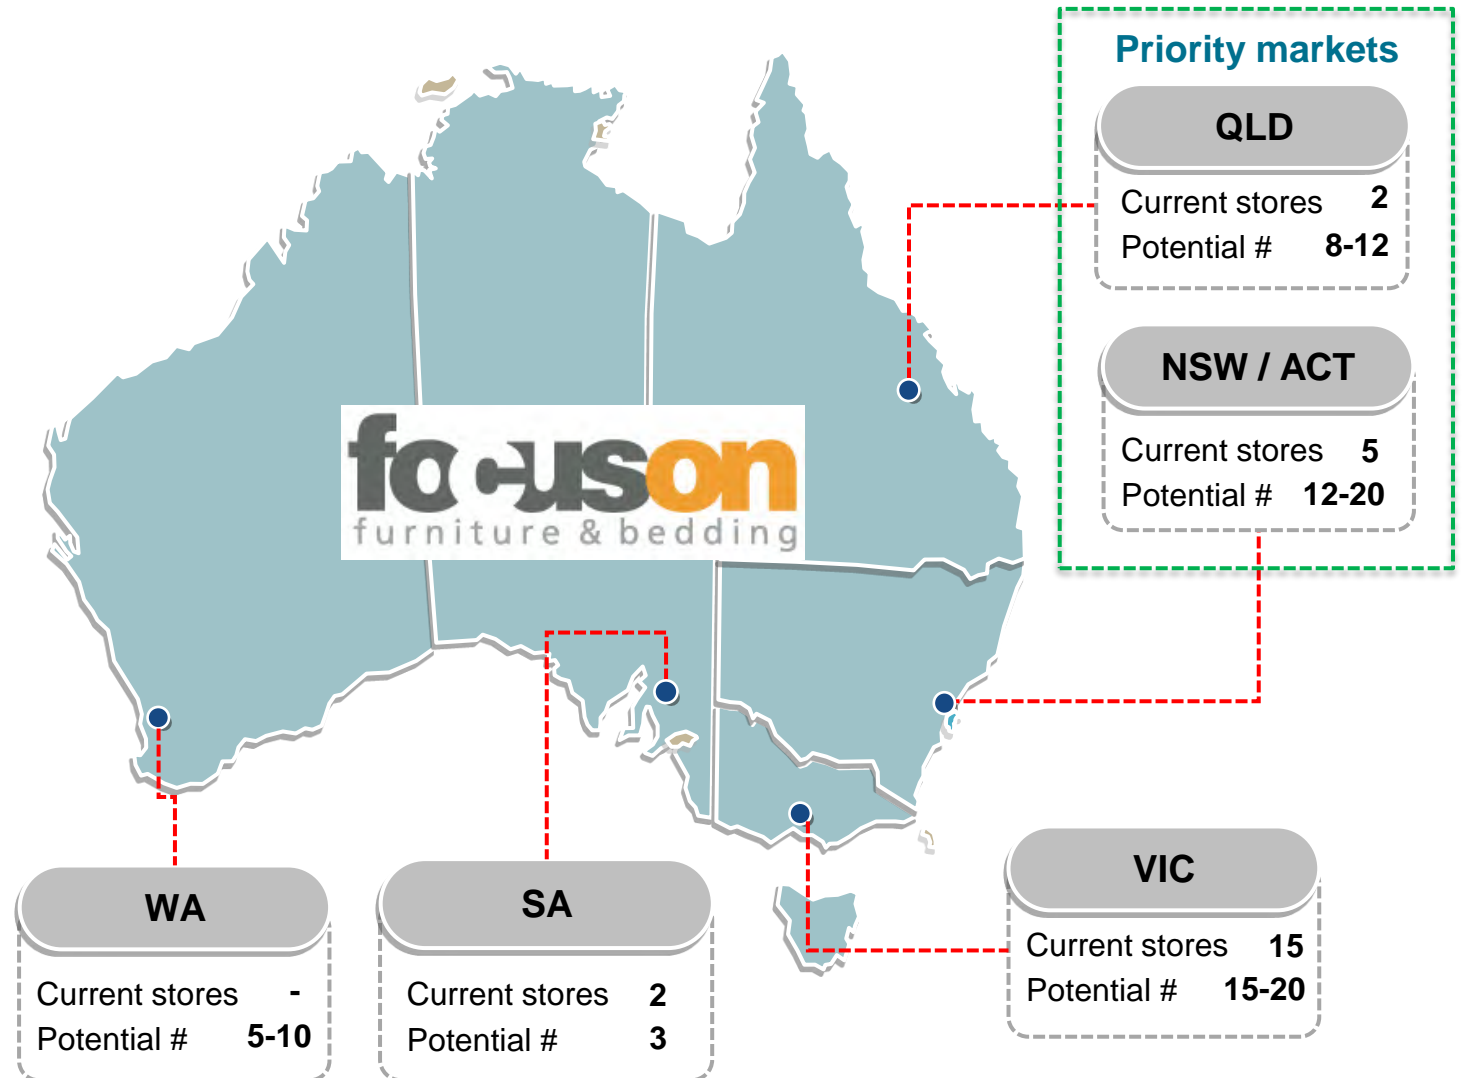 Priority markets
QLD
Current stores 2
Potential # 8-12
NSW / ACT
Current stores 5
Potential # 12-20
focuson
furniture & bedding
WA
Current stores -
Potential # 5-10
SA
Current stores 2
Potential # 3
VIC
Current stores 15
Potential # 15-20